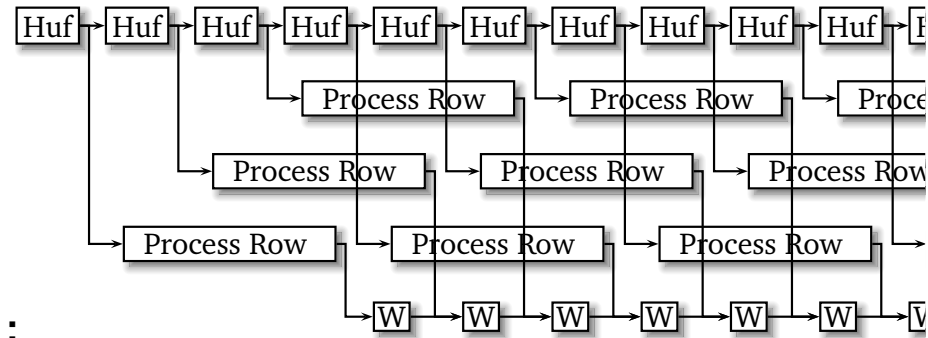 Huf Huf Huf Huf Huf Huf Huf Huf Huf Huf
Process Row Process Row Proce
Process Row Process Row Process Row
Process Row Process Row Process Row
: W W W W W W